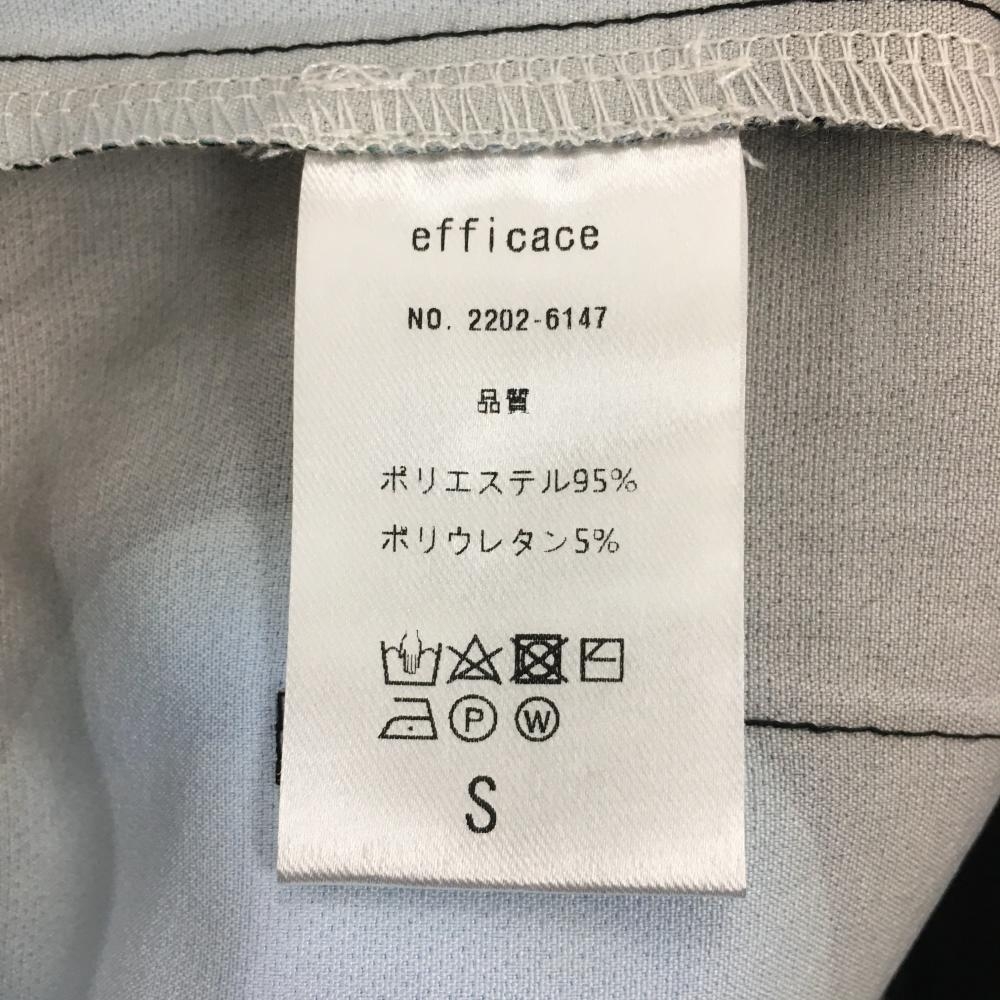 efficace
NO. 2202-6147
品質
ポリエステル95%
ポリウレタン5%
P W
S